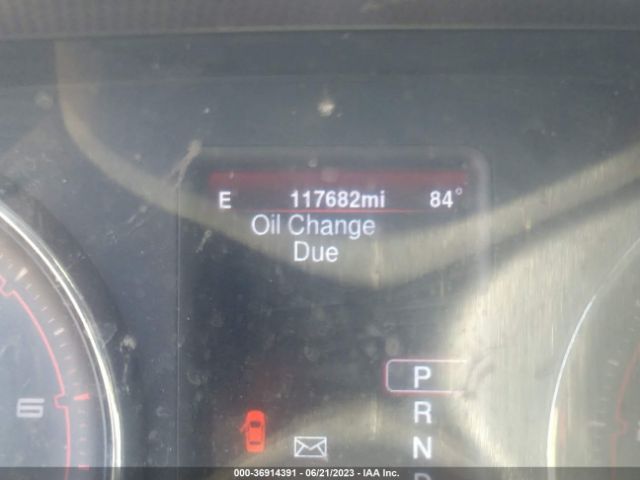 E 117682mi 84°
Oil Change
Due
P
R
6
N
D
000-36914391 - 06/21/2023 - IAA Inc.